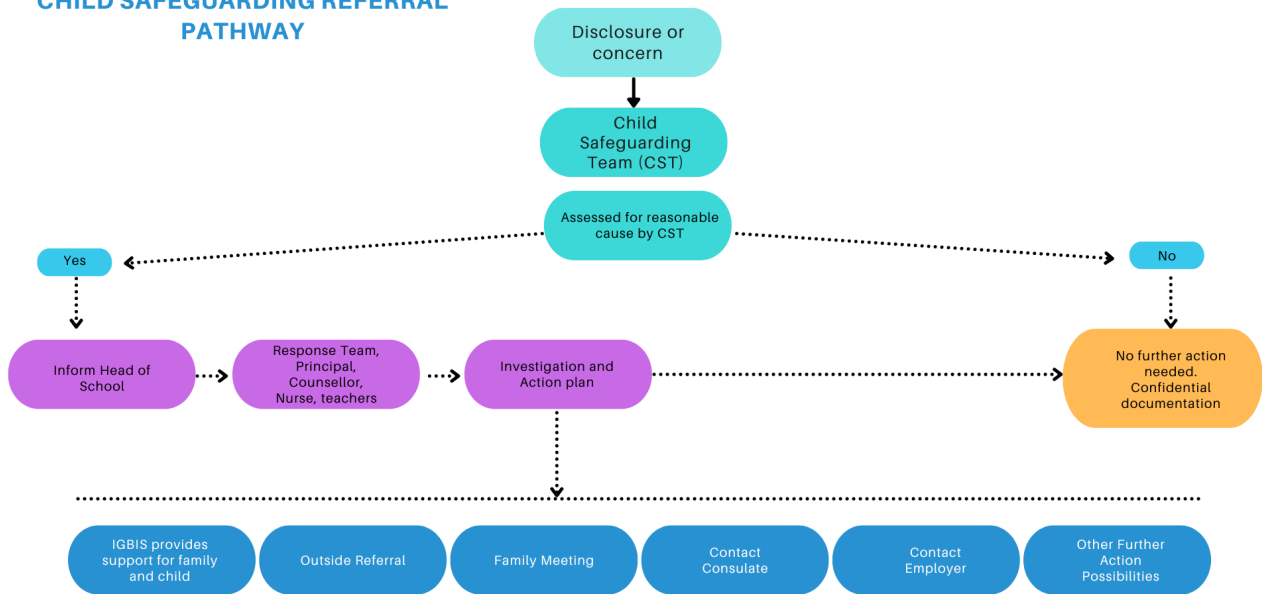 CHILD SAFEGUARDING REFERRAL
PATHWAY
Disclosure or
concern
Child
Safeguarding
Team (CST)
Assessed for reasonable
cause by CST
Yes
No
Inform Head of
School
Response Team,
Principal,
Counsellor,
Nurse, teachers
Investigation and
Action plan
No further action
needed.
Confidential
documentation
IGBIS provides
support for family
and child
Outside Referral
Family Meeting
Contact
Consulate
Contact
Employer
Other Further
Action
Possibilities